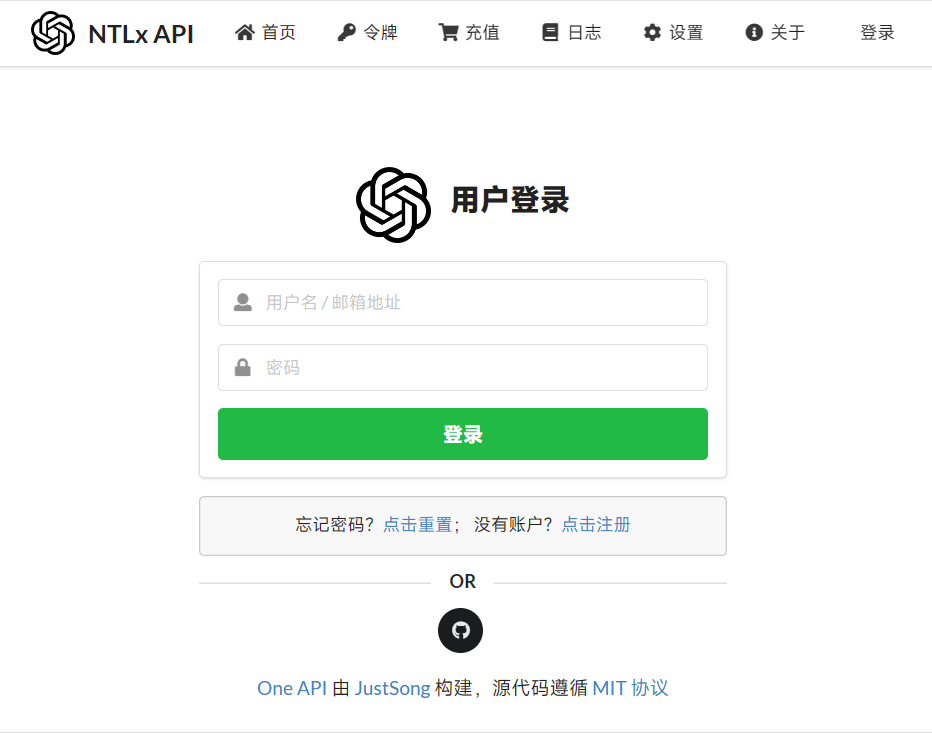 NTLx API 首页 令牌 充值 日志 设置 关于 登录
用户登录
用户名 / 邮箱地址
密码
登录
忘记密码？点击重置； 没有账户？点击注册
OR
One API 由 JustSong 构建，源代码遵循 MIT 协议